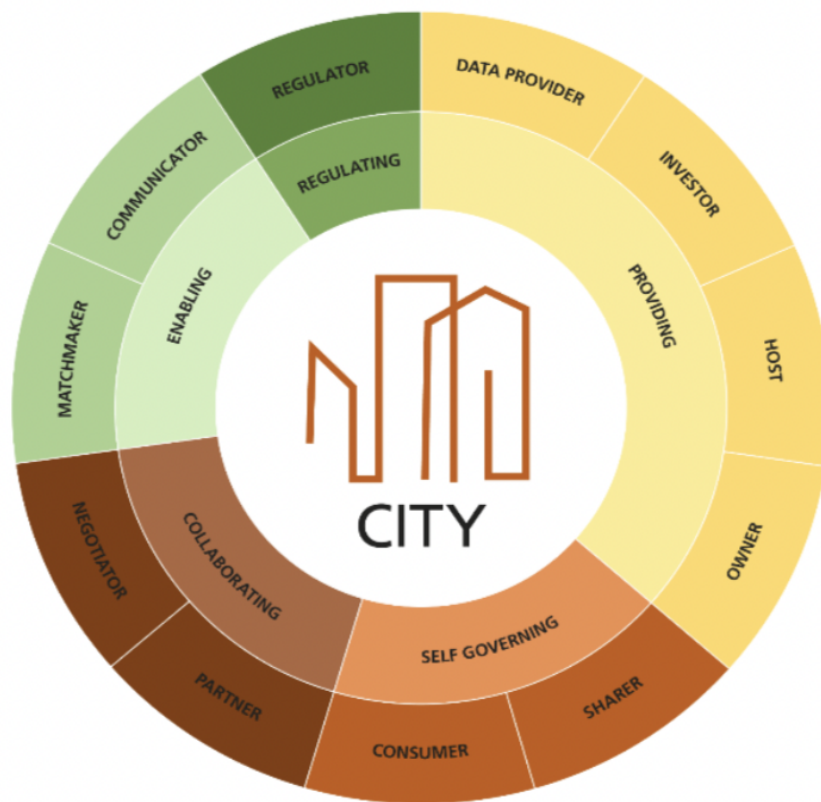 REGULATOR
DATA PROVIDER
INVESTOR
HOST
OWNER
SHARER
CONSUMER
PARTNER
NEGOTIATOR
MATCHMAKER
COMMUNICATOR
REGULATING
PROVIDING
SELF GOVERNING
COLLABORATING
ENABLING
CITY